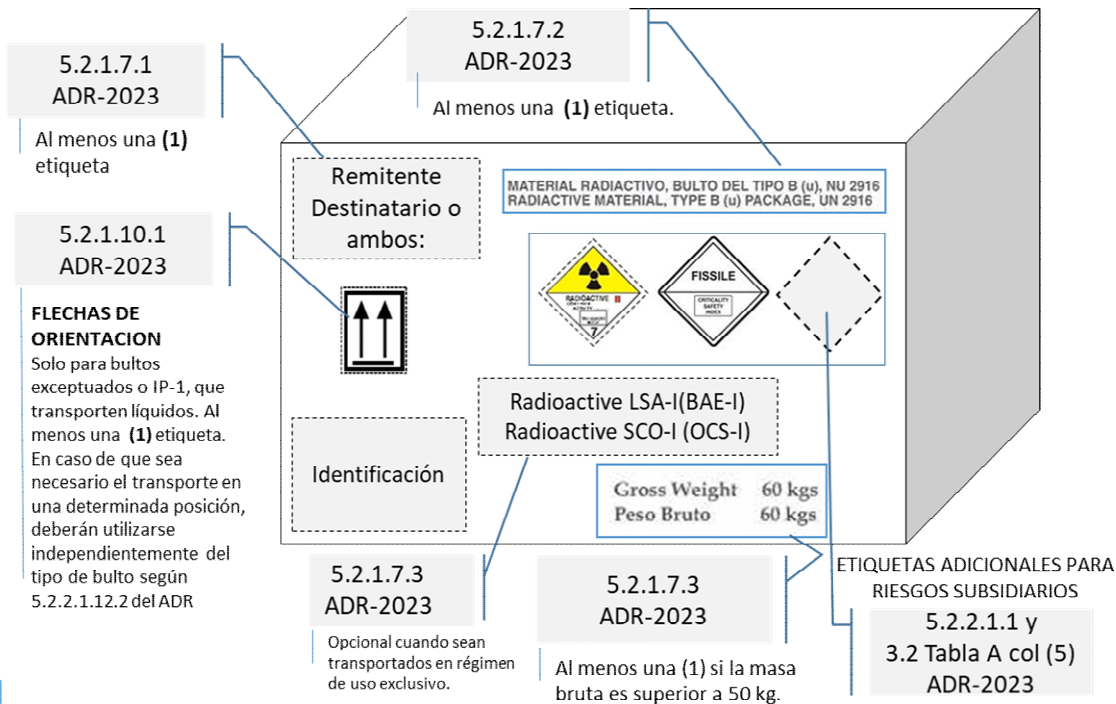 5.2.1.7.1
ADR-2023
Al menos una (1)
etiqueta
5.2.1.7.2
ADR-2023
Al menos una (1) etiqueta.
Remitente
Destinatario o
ambos:
MATERIAL RADIACTIVO, BULTO DEL TIPO B (u), NU 2916
RADIACTIVE MATERIAL, TYPE B (u) PACKAGE, UN 2916
5.2.1.10.1
ADR-2023
FLECHAS DE
ORIENTACION
Solo para bultos
exceptuados o IP-1, que
transporten líquidos. Al
menos una (1) etiqueta.
En caso de que sea
necesario el transporte en
una determinada posición,
deberán utilizarse
independientemente del
tipo de bulto según
5.2.2.1.12.2 del ADR
RADIOACTIVE II
7
FISSILE
CRITICALITY
SAFETY
INDEX
Radioactive LSA-I(BAE-I)
Radioactive SCO-I (OCS-I)
Identificación
Gross Weight 60 kgs
Peso Bruto 60 kgs
5.2.1.7.3
ADR-2023
Opcional cuando sean
transportados en régimen
de uso exclusivo.
5.2.1.7.3
ADR-2023
Al menos una (1) si la masa
bruta es superior a 50 kg.
ETIQUETAS ADICIONALES PARA
RIESGOS SUBSIDIARIOS
5.2.2.1.1 y
3.2 Tabla A col (5)
ADR-2023